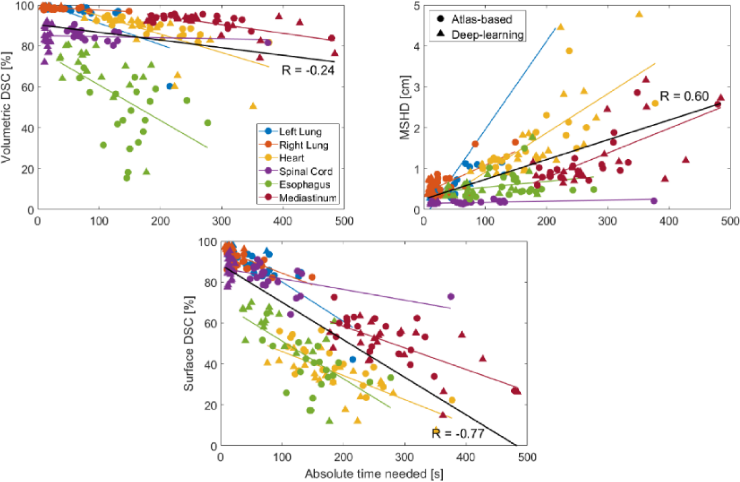 100
80
60
40
20
0
Volumetric DSC [%]
R = -0.24
Left Lung
Right Lung
Heart
Spinal Cord
Esophagus
Mediastinum
0 100 200 300 400 500
5
4
3
2
1
0
MSHD [cm]
Atlas-based
Deep-learning
R = 0.60
0 100 200 300 400 500
100
80
60
40
20
0
Surface DSC [%]
R = -0.77
0 100 200 300 400 500
Absolute time needed [s]